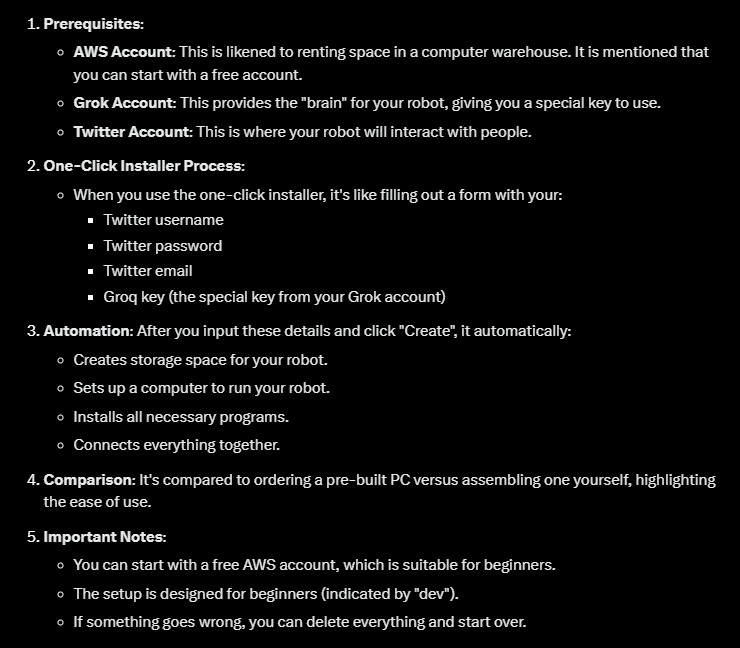 1. Prerequisites:
○ AWS Account: This is likened to renting space in a computer warehouse. It is mentioned that
you can start with a free account.
○ Grok Account: This provides the "brain" for your robot, giving you a special key to use.
○ Twitter Account: This is where your robot will interact with people.
2. One-Click Installer Process:
○ When you use the one-click installer, it's like filling out a form with your:
▪ Twitter username
▪ Twitter password
▪ Twitter email
▪ Groq key (the special key from your Grok account)
3. Automation: After you input these details and click "Create", it automatically:
○ Creates storage space for your robot.
○ Sets up a computer to run your robot.
○ Installs all necessary programs.
○ Connects everything together.
4. Comparison: It's compared to ordering a pre-built PC versus assembling one yourself, highlighting
the ease of use.
5. Important Notes:
○ You can start with a free AWS account, which is suitable for beginners.
○ The setup is designed for beginners (indicated by "dev").
○ If something goes wrong, you can delete everything and start over.